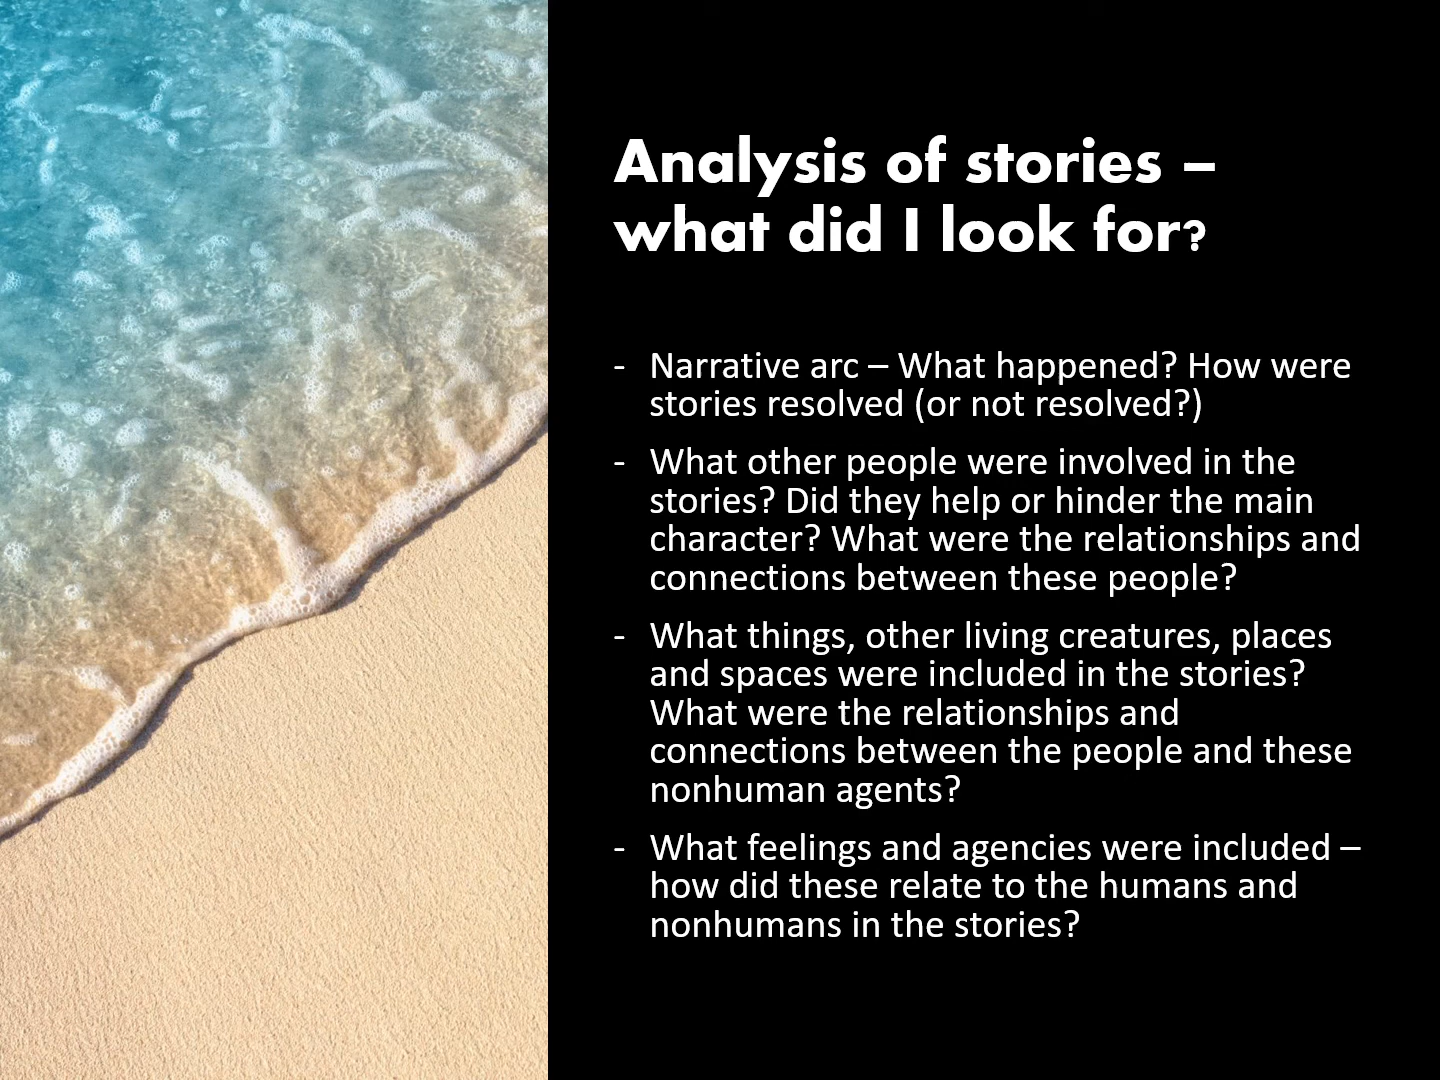 Analysis of stories –
what did I look for?
- Narrative arc – What happened? How were
stories resolved (or not resolved?)
- What other people were involved in the
stories? Did they help or hinder the main
character? What were the relationships and
connections between these people?
- What things, other living creatures, places
and spaces were included in the stories?
What were the relationships and
connections between the people and these
nonhuman agents?
- What feelings and agencies were included –
how did these relate to the humans and
nonhumans in the stories?